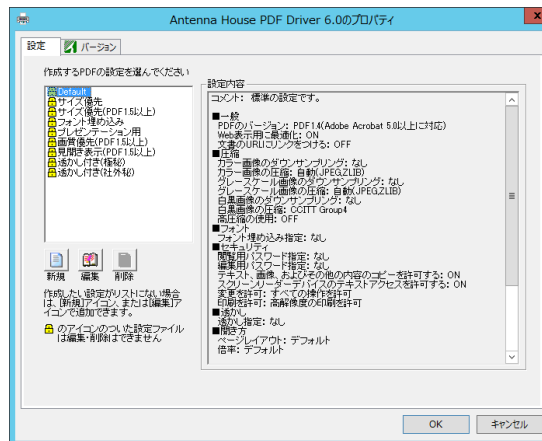 Antenna House PDF Driver 6.0のプロパティ
設定
バージョン
作成するPDFの設定を選んでください
Default
サイズ優先
サイズ優先(PDF1.5以上)
フォント埋め込み
プレゼンテーション用
画質優先(PDF1.5以上)
見開き表示(PDF1.5以上)
透かし付き(極秘)
透かし付き(社外秘)
新規
編集
削除
作成したい設定がリストにない場合
は、[新規]アイコン、または[編集]ア
イコンで追加できます。
のアイコンのついた設定ファイル
は編集・削除はできません
設定内容
コメント: 標準の設定です。
■一般
PDFのバージョン: PDF1.4(Adobe Acrobat 5.0以上に対応)
Web表示用に最適化: ON
文書のURLにリンクをつける: OFF
■圧縮
カラー画像のダウンサンプリング: なし
カラー画像の圧縮: 自動(JPEG,ZLIB)
グレースケール画像のダウンサンプリング: なし
グレースケール画像の圧縮: 自動(JPEG,ZLIB)
白黒画像のダウンサンプリング: なし
白黒画像の圧縮: CCITT Group4
高圧縮の使用: OFF
■フォント
フォント埋め込み指定: なし
■セキュリティ
閲覧用パスワード指定: なし
編集用パスワード指定: なし
テキスト、画像、およびその他の内容のコピーを許可する: ON
スクリーンリーダーデバイスのテキストアクセスを許可する: ON
変更を許可: すべての操作を許可
印刷を許可: 高解像度の印刷を許可
■透かし
透かし指定: なし
■開き方
ページレイアウト: デフォルト
倍率: デフォルト
OK
キャンセル